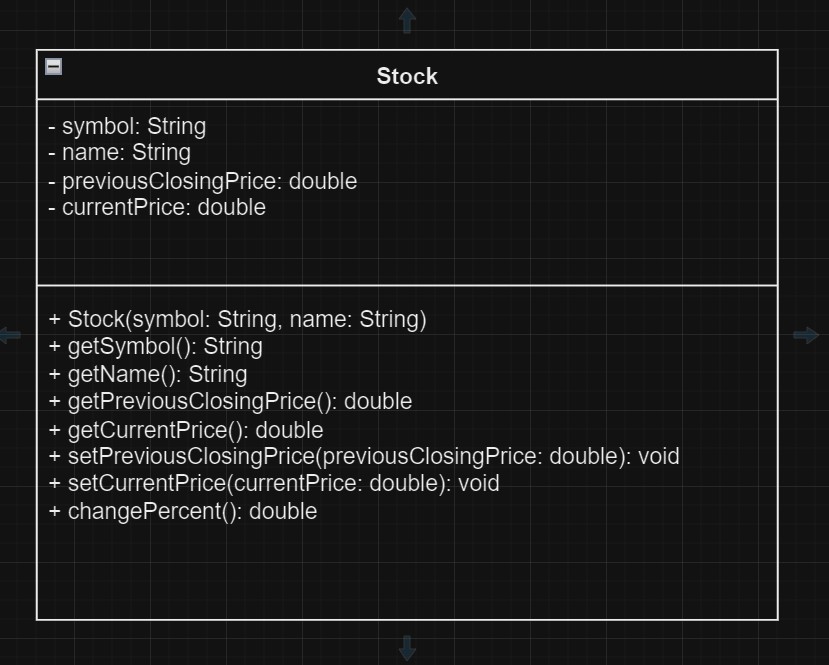 Stock
- symbol: String
- name: String
- previousClosingPrice: double
- currentPrice: double
+ Stock(symbol: String, name: String)
+ getSymbol(): String
+ getName(): String
+ getPreviousClosingPrice(): double
+ getCurrentPrice(): double
+ setPreviousClosingPrice(previousClosingPrice: double): void
+ setCurrentPrice(currentPrice: double): void
+ changePercent(): double